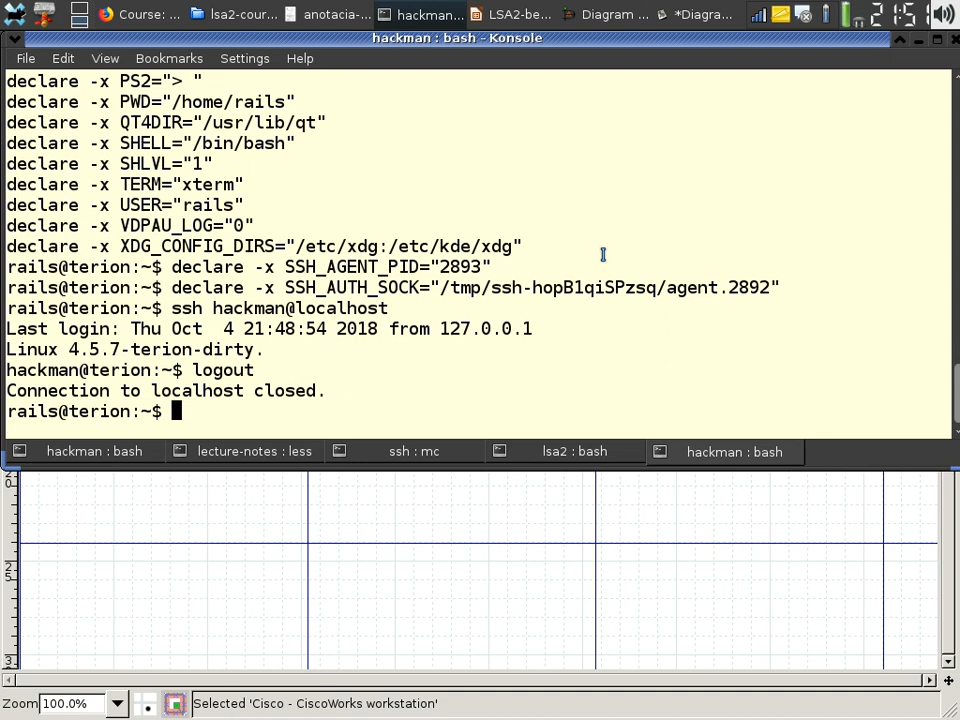 Course: ...
lsa2-cour...
anotacia-...
hackman...
LSA2-be...
Diagram ...
*Diagra...
2 1:5 1
hackman : bash - Konsole
File Edit View Bookmarks Settings Help
declare -x PS2="> "
declare -x PWD="/home/rails"
declare -x QT4DIR="/usr/lib/qt"
declare -x SHELL="/bin/bash"
declare -x SHLVL="1"
declare -x TERM="xterm"
declare -x USER="rails"
declare -x VDPAU_LOG="0"
declare -x XDG_CONFIG_DIRS="/etc/xdg:/etc/kde/xdg"
rails@terion:~$ declare -x SSH_AGENT_PID="2893"
rails@terion:~$ declare -x SSH_AUTH_SOCK="/tmp/ssh-hopB1qiSPzsq/agent.2892"
rails@terion:~$ ssh hackman@localhost
Last login: Thu Oct  4 21:48:54 2018 from 127.0.0.1
Linux 4.5.7-terion-dirty.
hackman@terion:~$ logout
Connection to localhost closed.
rails@terion:~$
hackman : bash
lecture-notes : less
ssh : mc
lsa2 : bash
hackman : bash
25
Zoom 100.0% Selected 'Cisco - CiscoWorks workstation'